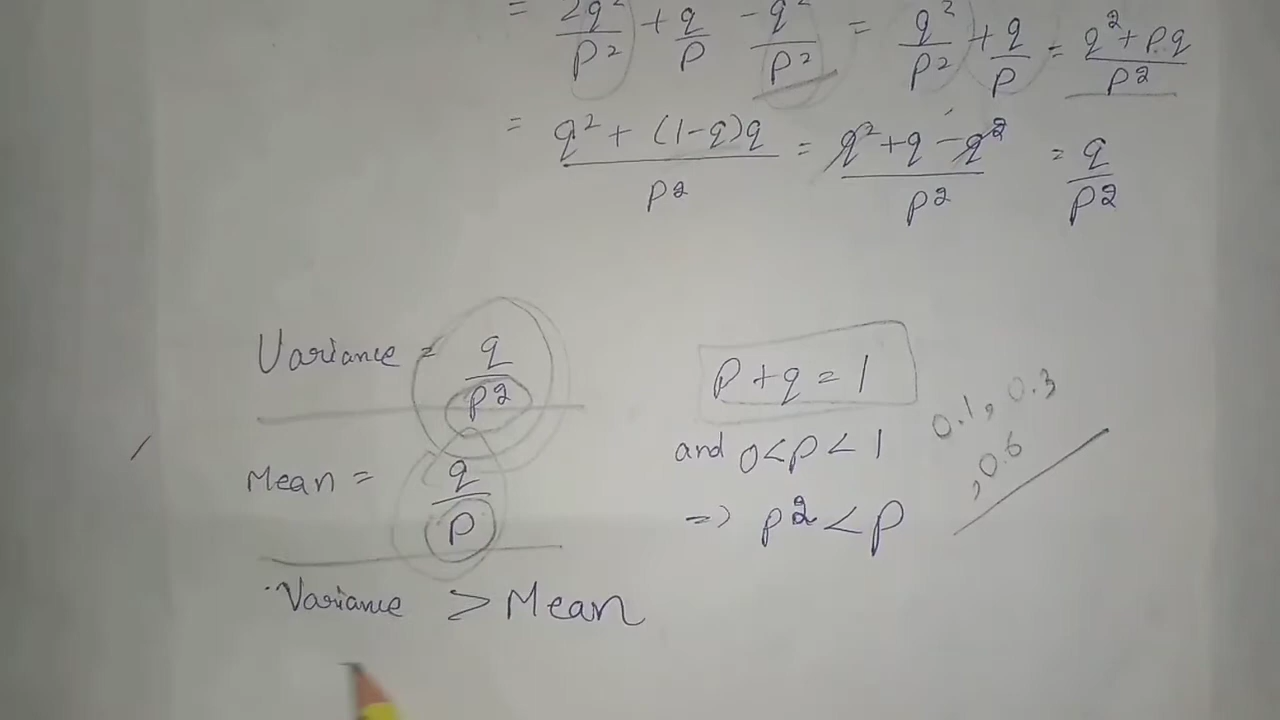 = 2q²/p² + q/p - q²/p² = q²/p² + q/p = q² + pq/p²
= q² + (1-q)q/p² = q² + q - q²/p² = q/p²
Variance = q/p²
p + q = 1
0.1, 0.3
, 0.6
and 0<p<1
Mean = q/p
=> p² < p
Variance > Mean